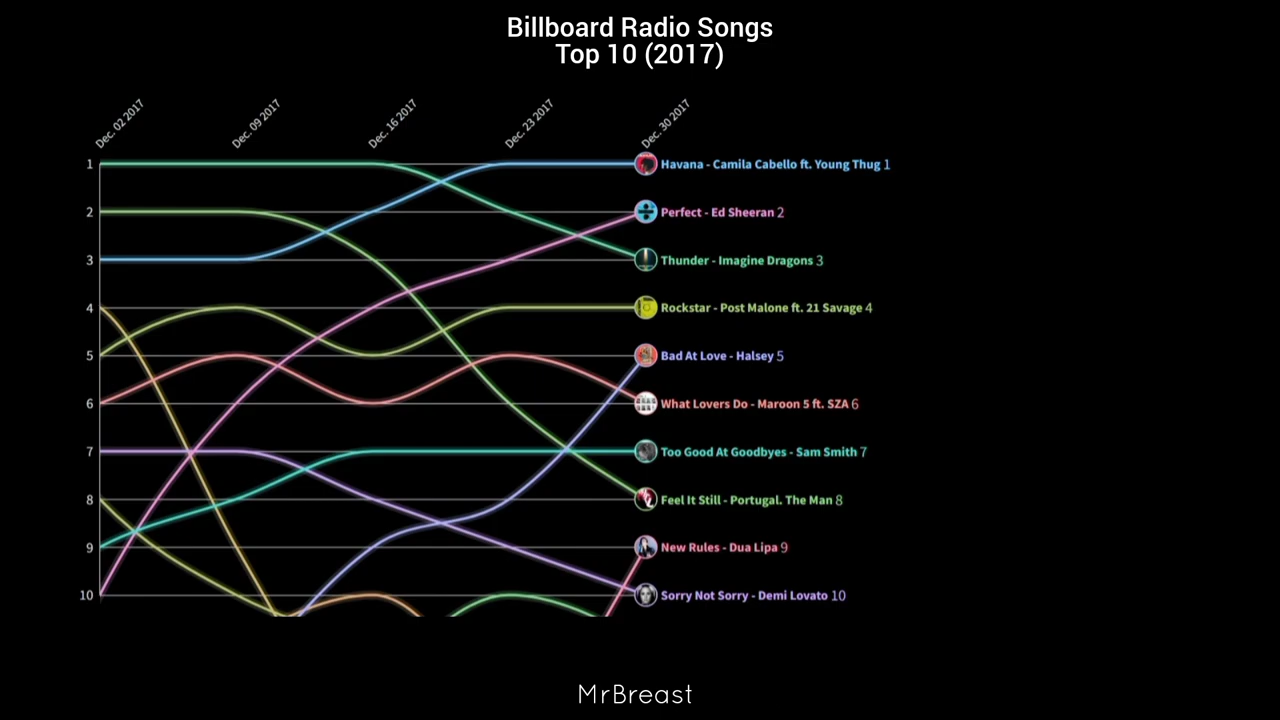 Billboard Radio Songs
Top 10 (2017)
Dec. 02 2017
Dec. 09 2017
Dec. 16 2017
Dec. 23 2017
Dec. 30 2017
1
Havana - Camila Cabello ft. Young Thug 1
2
Perfect - Ed Sheeran 2
3
Thunder - Imagine Dragons 3
4
Rockstar - Post Malone ft. 21 Savage 4
5
Bad At Love - Halsey 5
6
What Lovers Do - Maroon 5 ft. SZA 6
7
Too Good At Goodbyes - Sam Smith 7
8
Feel It Still - Portugal. The Man 8
9
New Rules - Dua Lipa 9
10
Sorry Not Sorry - Demi Lovato 10
MrBreast